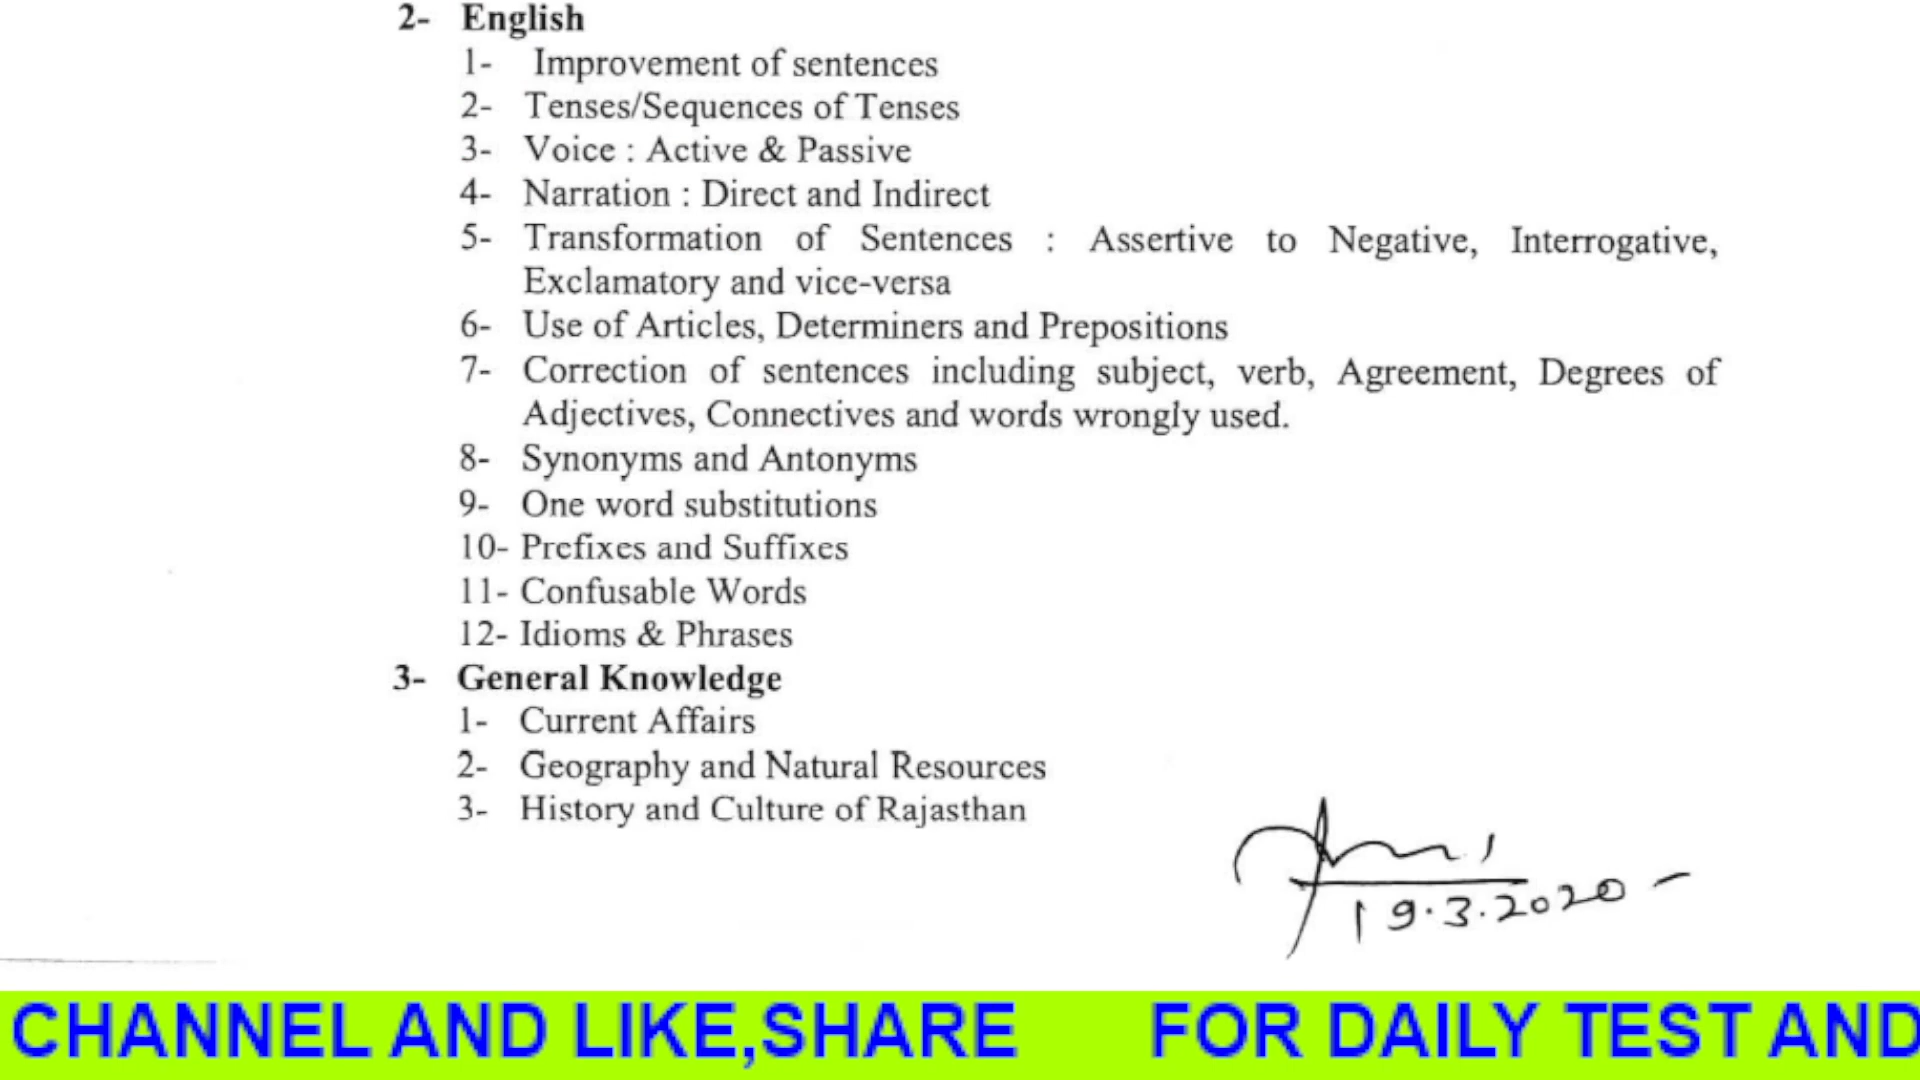 2- English
1- Improvement of sentences
2- Tenses/Sequences of Tenses
3- Voice : Active & Passive
4- Narration : Direct and Indirect
5- Transformation of Sentences : Assertive to Negative, Interrogative,
Exclamatory and vice-versa
6- Use of Articles, Determiners and Prepositions
7- Correction of sentences including subject, verb, Agreement, Degrees of
Adjectives, Connectives and words wrongly used.
8- Synonyms and Antonyms
9- One word substitutions
10- Prefixes and Suffixes
11- Confusable Words
12- Idioms & Phrases
3- General Knowledge
1- Current Affairs
2- Geography and Natural Resources
3- History and Culture of Rajasthan
19.3.2020
CHANNEL AND LIKE,SHARE FOR DAILY TEST AND